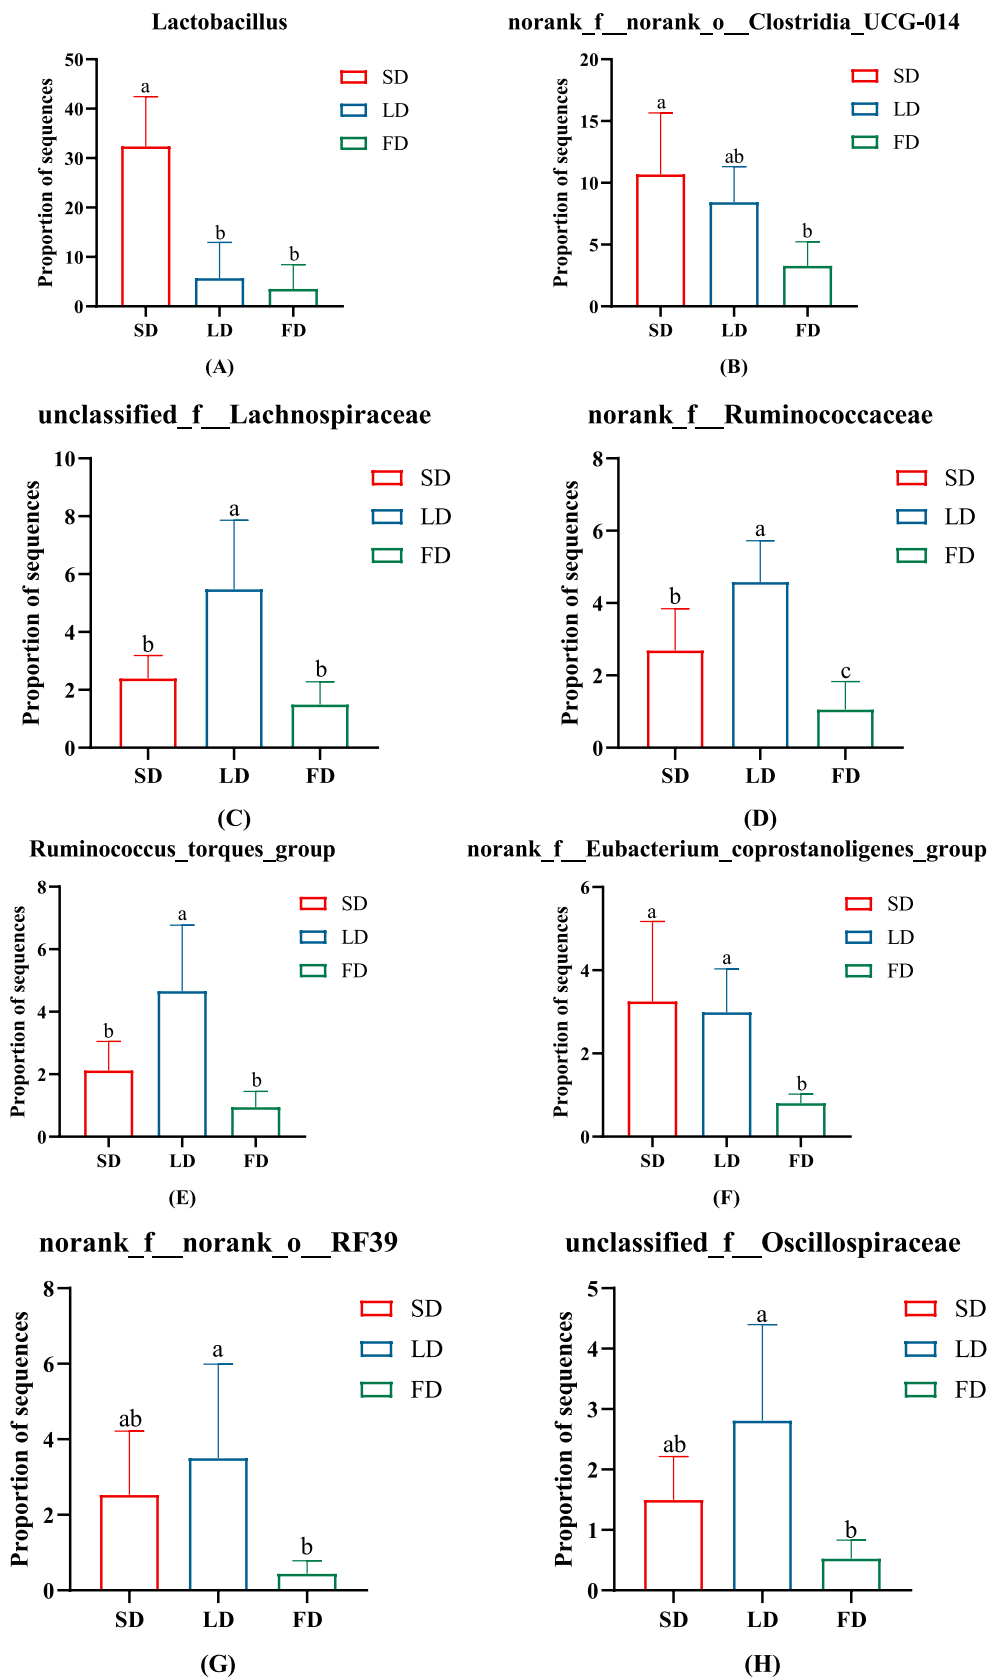 Lactobacillus
Proportion of sequences
50
40
30
20
10
0
a
b
b
SD
LD
FD
SD
LD
FD
(A)
norank_f__norank_o__Clostridia_UCG-014
Proportion of sequences
20
15
10
5
0
a
ab
b
SD
LD
FD
SD
LD
FD
(B)
unclassified_f__Lachnospiraceae
Proportion of sequences
10
8
6
4
2
0
b
a
b
SD
LD
FD
SD
LD
FD
(C)
norank_f__Ruminococcaceae
Proportion of sequences
8
6
4
2
0
b
a
c
SD
LD
FD
SD
LD
FD
(D)
Ruminococcus_torques_group
Proportion of sequences
8
6
4
2
0
b
a
b
SD
LD
FD
SD
LD
FD
(E)
norank_f__Eubacterium_coprostanoligenes_group
Proportion of sequences
6
4
2
0
a
a
b
SD
LD
FD
SD
LD
FD
(F)
norank_f__norank_o__RF39
Proportion of sequences
8
6
4
2
0
ab
a
b
SD
LD
FD
SD
LD
FD
(G)
unclassified_f__Oscillospiraceae
Proportion of sequences
5
4
3
2
1
0
ab
a
b
SD
LD
FD
SD
LD
FD
(H)